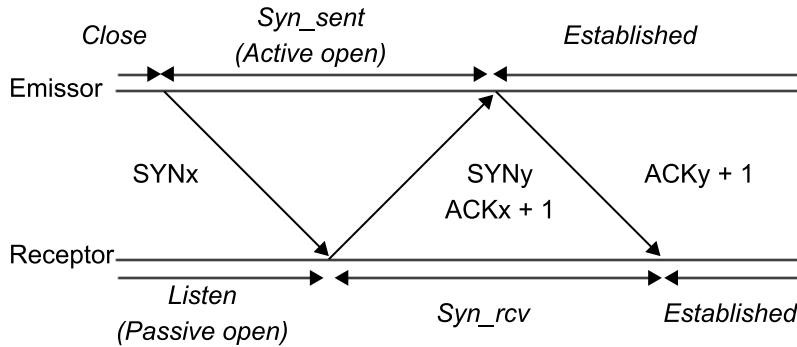 Close
Syn_sent
(Active open)
Established
Emissor
SYNx
SYNy
ACKx + 1
ACKy + 1
Receptor
Listen
(Passive open)
Syn_rcv
Established